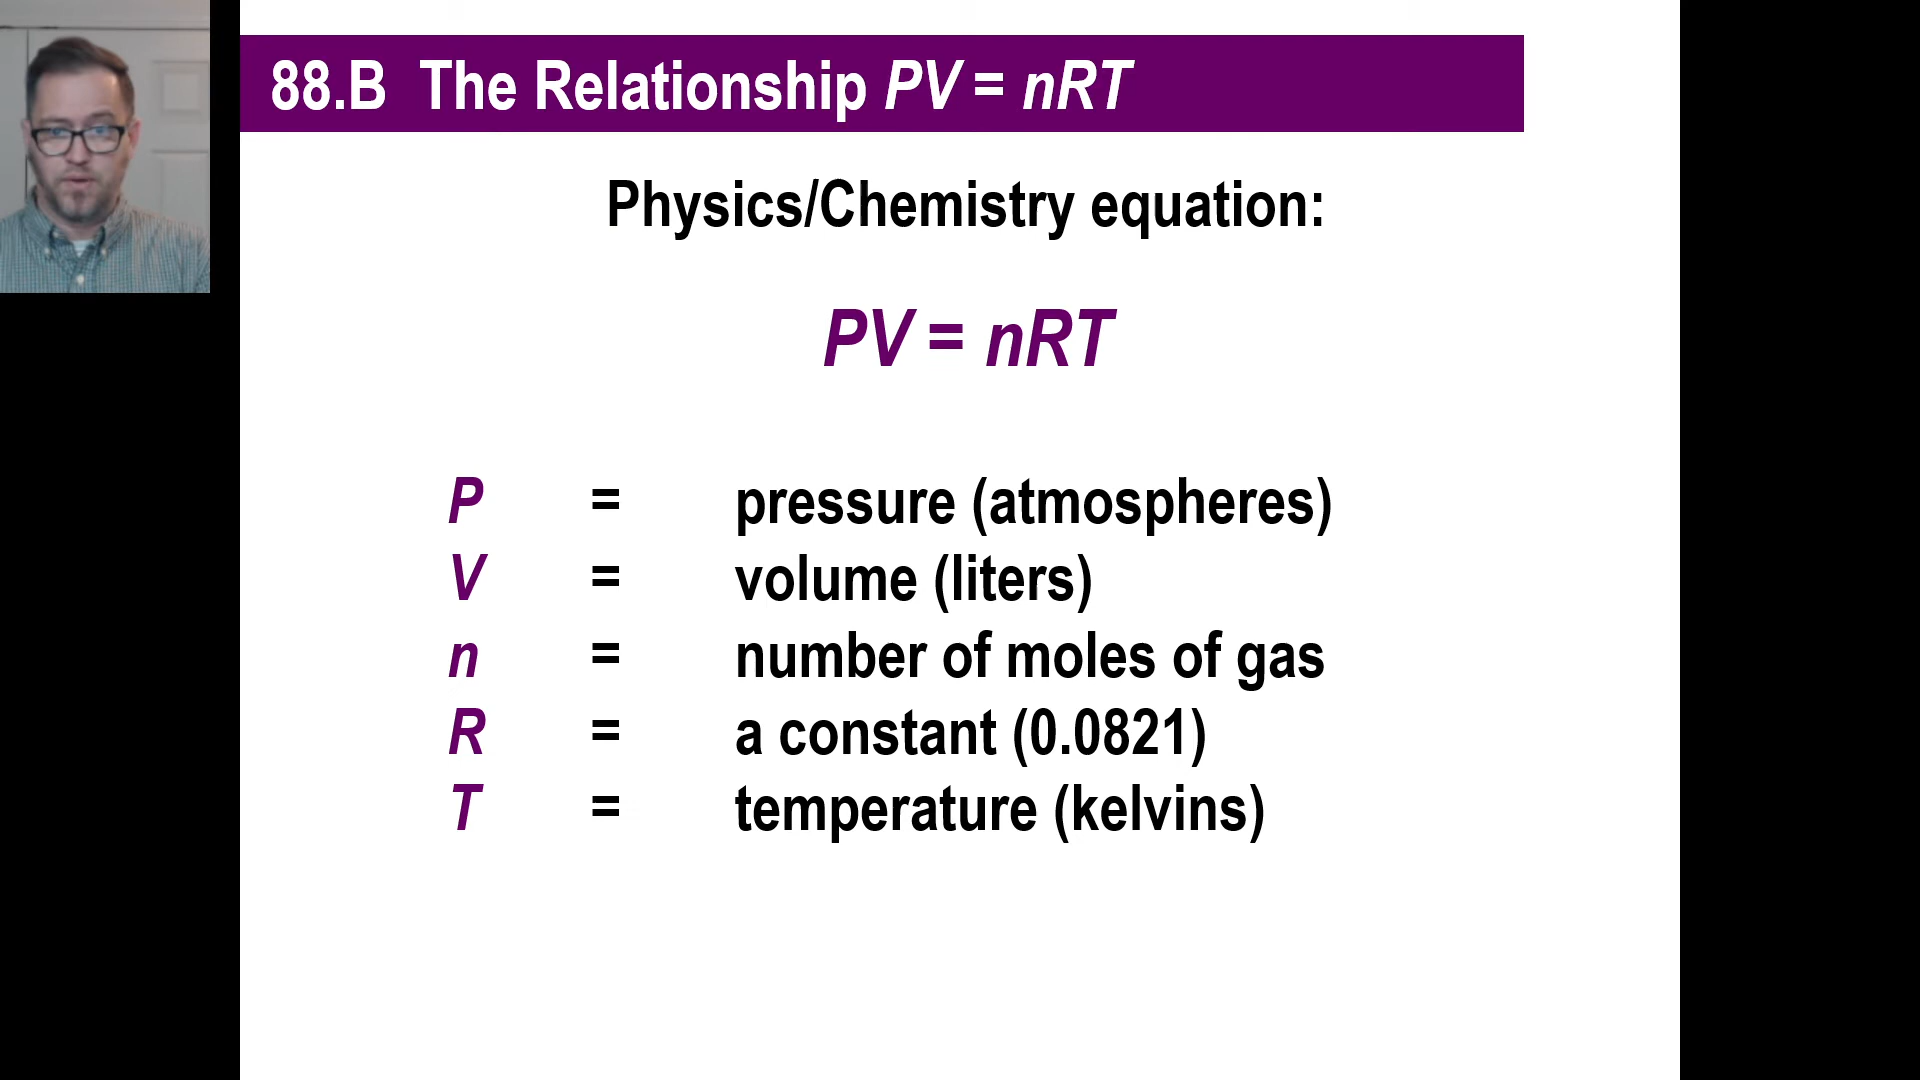 88.B The Relationship PV = nRT
Physics/Chemistry equation:
PV = nRT
P = pressure (atmospheres)
V = volume (liters)
n = number of moles of gas
R = a constant (0.0821)
T = temperature (kelvins)